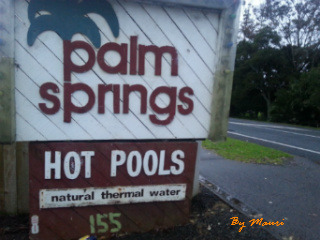 palm
springs
HOT POOLS
natural thermal water
155
By Mauri